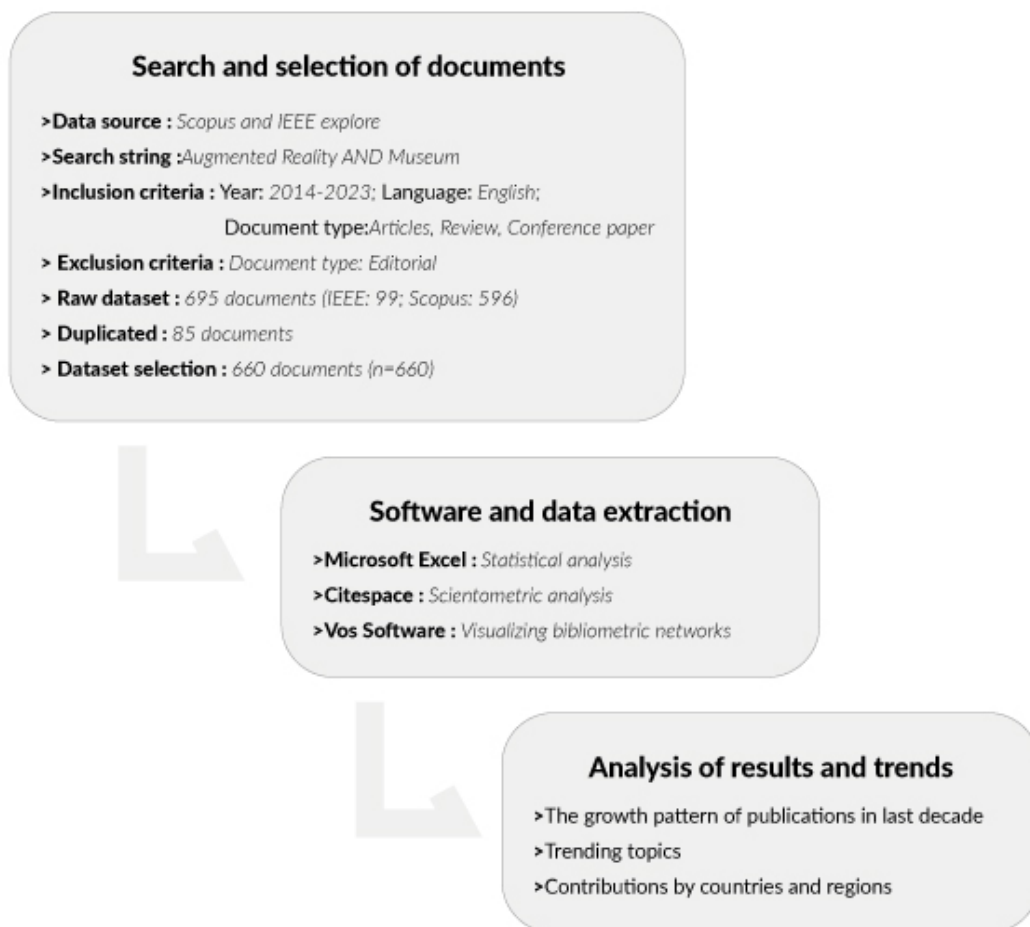 Search and selection of documents
>Data source : Scopus and IEEE explore
>Search string :Augmented Reality AND Museum
>Inclusion criteria : Year: 2014-2023; Language: English;
Document type:Articles, Review, Conference paper
> Exclusion criteria : Document type: Editorial
> Raw dataset : 695 documents (IEEE: 99; Scopus: 596)
> Duplicated : 85 documents
> Dataset selection : 660 documents (n=660)
Software and data extraction
>Microsoft Excel : Statistical analysis
>Citespace : Scientometric analysis
>Vos Software : Visualizing bibliometric networks
Analysis of results and trends
>The growth pattern of publications in last decade
>Trending topics
>Contributions by countries and regions